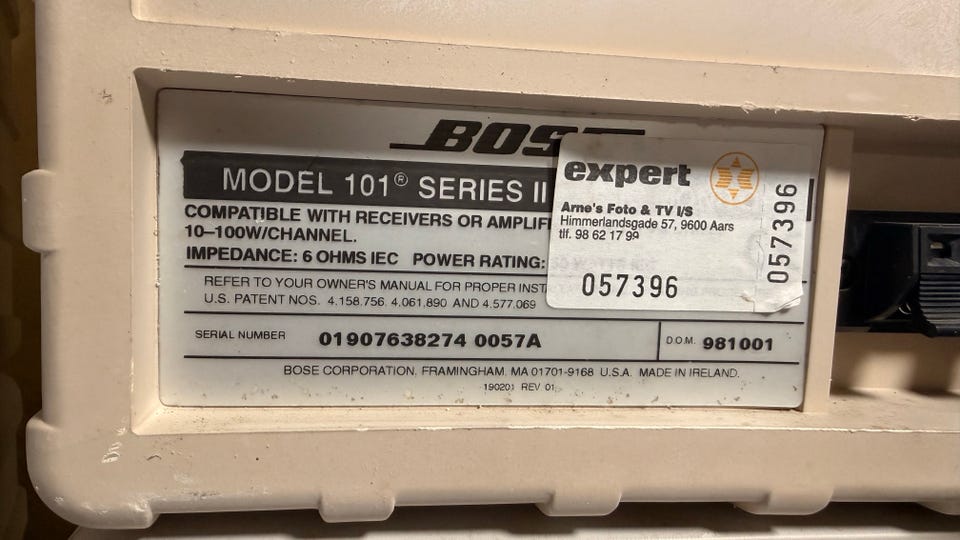 BOSE
MODEL 101® SERIES II
COMPATIBLE WITH RECEIVERS OR AMPLIF
10–100W/CHANNEL.
IMPEDANCE: 6 OHMS IEC POWER RATING:
REFER TO YOUR OWNER'S MANUAL FOR PROPER INST
U.S. PATENT NOS. 4.158.756, 4.061.890 AND 4.577.069
SERIAL NUMBER 01907638274 0057A
D.O.M. 981001
BOSE CORPORATION, FRAMINGHAM, MA 01701-9168 U.S.A. MADE IN IRELAND.
190201 REV 01
expert
Arne's Foto & TV I/S
Himmerlandsgade 57, 9600 Aars
tlf. 98 62 17 99
057396
057396